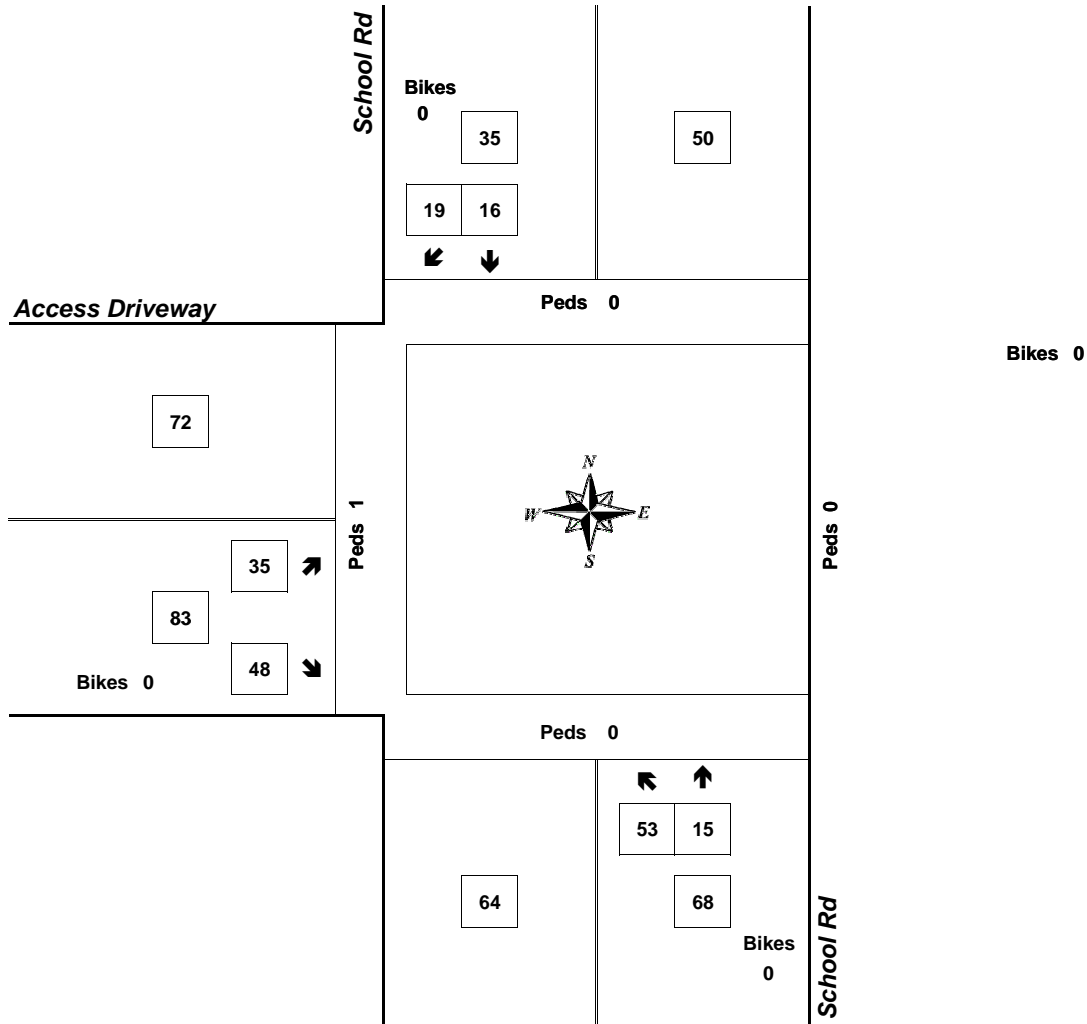 School Rd
Bikes
0
35
50
19 16
Access Driveway
Peds 0
Bikes 0
72
N
W E
S
Peds 1
Peds 0
35
83
48
Bikes 0
Peds 0
53 15
64
68
Bikes
0
School Rd